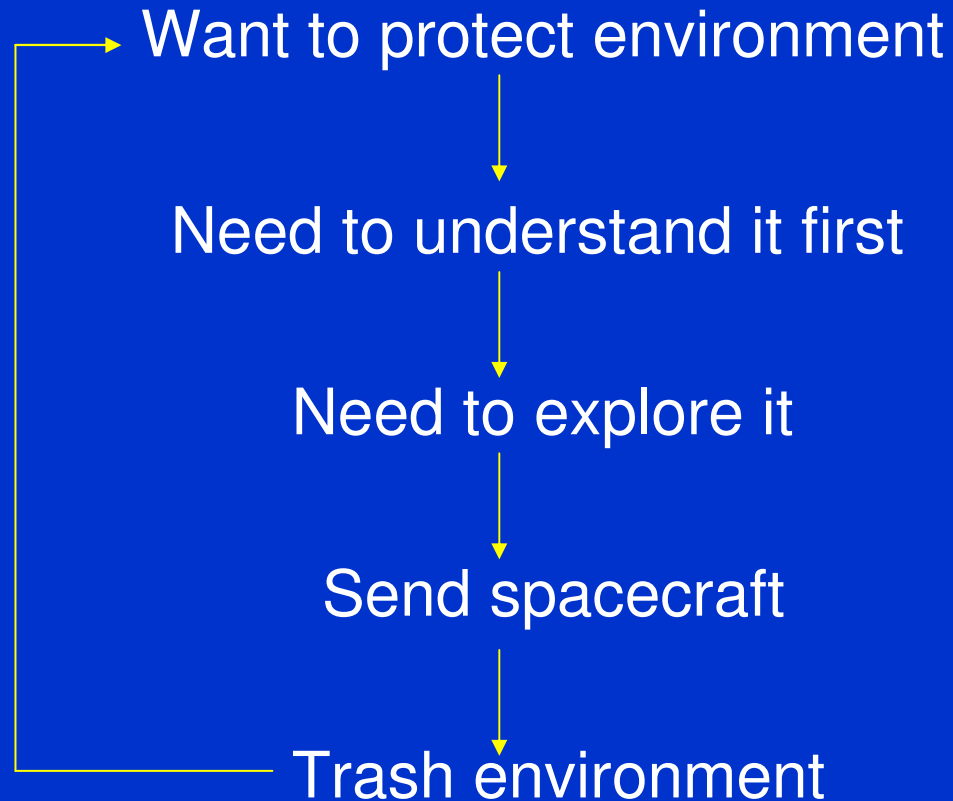 Want to protect environment
Need to understand it first
Need to explore it
Send spacecraft
Trash environment